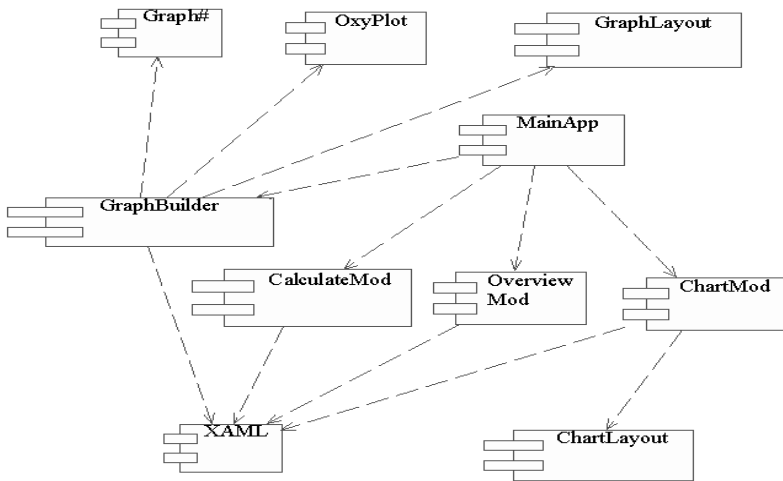 Graph#
OxyPlot
GraphLayout
MainApp
GraphBuilder
CalculateMod
Overview
Mod
ChartMod
XAML
ChartLayout